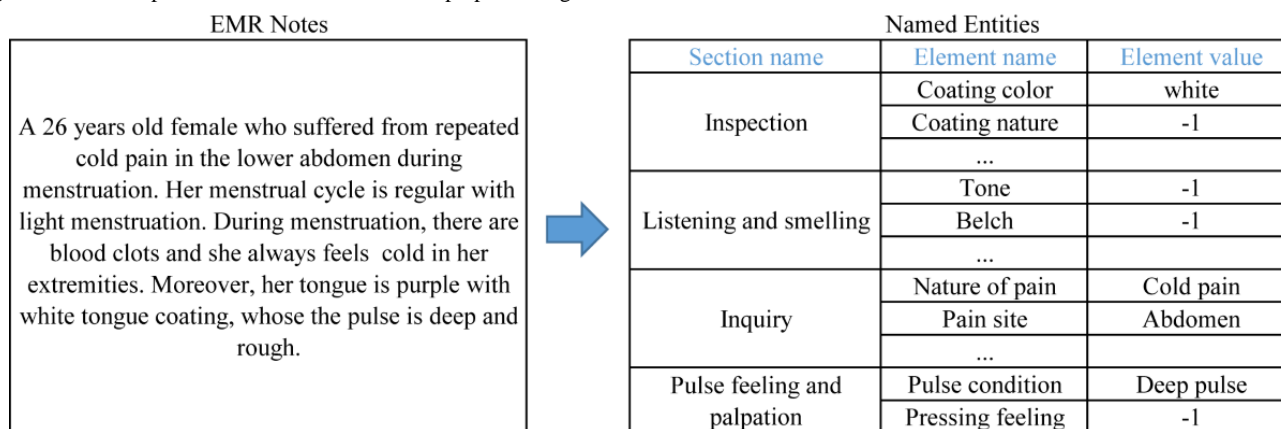 EMR Notes
A 26 years old female who suffered from repeated
cold pain in the lower abdomen during
menstruation. Her menstrual cycle is regular with
light menstruation. During menstruation, there are
blood clots and she always feels cold in her
extremities. Moreover, her tongue is purple with
white tongue coating, whose the pulse is deep and
rough.
Named Entities
Section name Element name Element value
Inspection
Coating color white
Coating nature -1
...
Listening and smelling
Tone -1
Belch -1
...
Inquiry
Nature of pain Cold pain
Pain site Abdomen
...
Pulse feeling and
palpation
Pulse condition Deep pulse
Pressing feeling -1